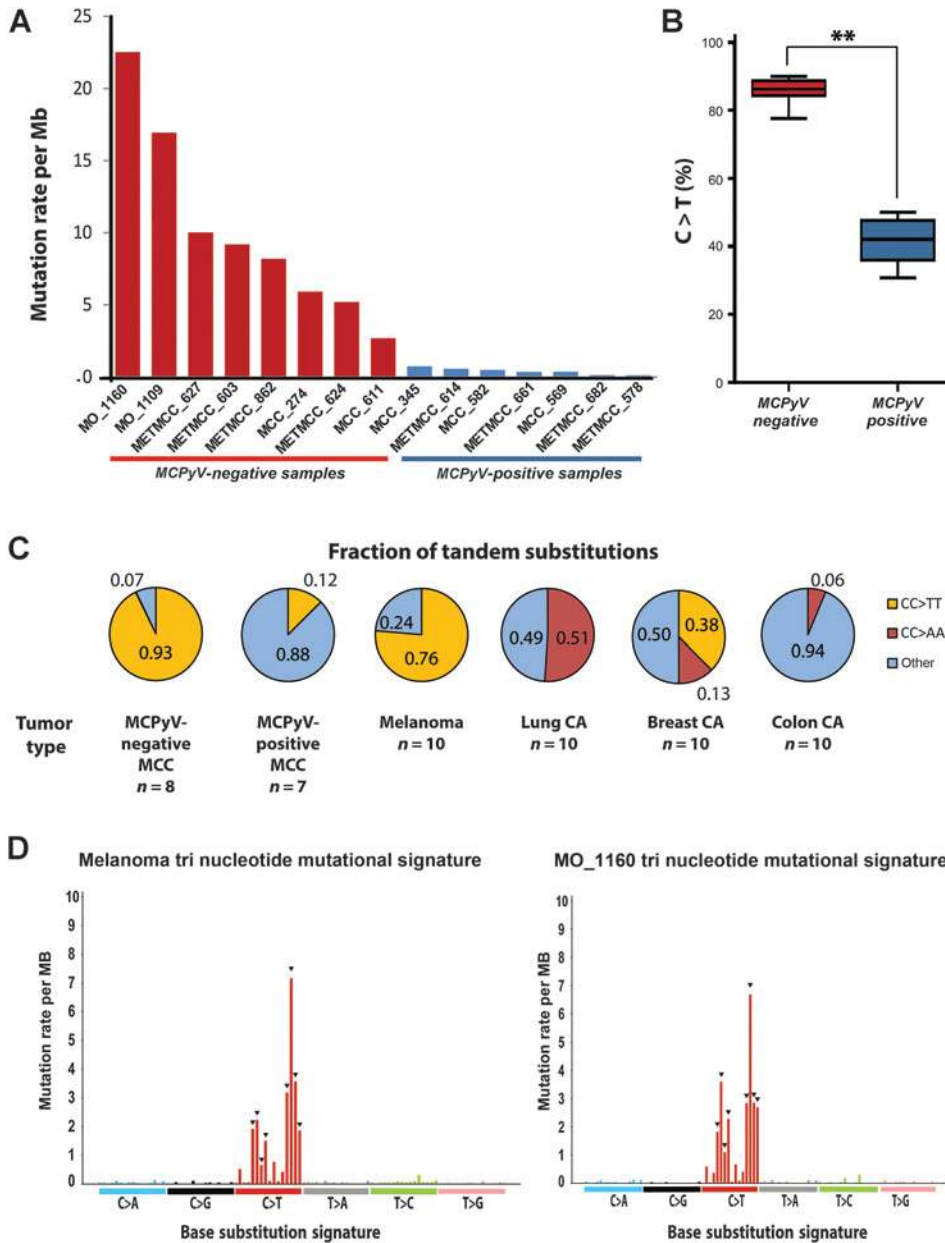 A
Mutation rate per Mb
25
20
15
10
5
-0
MO_1160
MO_1109
METMCC_627
METMCC_603
METMCC_862
MCC_274
METMCC_624
MCC_611
MCC_345
METMCC_614
MCC_582
METMCC_661
MCC_569
METMCC_682
METMCC_578
MCPyV-negative samples
MCPyV-positive samples
B
C > T (%)
100
80
60
40
20
0
**
MCPyV
negative
MCPyV
positive
C
Fraction of tandem substitutions
0.07
0.93
0.12
0.88
0.24
0.76
0.49
0.51
0.50
0.38
0.13
0.06
0.94
CC>TT
CC>AA
Other
Tumor
type
MCPyV-
negative
MCC
n = 8
MCPyV-
positive
MCC
n = 7
Melanoma
n = 10
Lung CA
n = 10
Breast CA
n = 10
Colon CA
n = 10
D
Melanoma tri nucleotide mutational signature
Mutation rate per MB
10
9
8
7
6
5
4
3
2
1
0
C>A
C>G
C>T
T>A
T>C
T>G
Base substitution signature
MO_1160 tri nucleotide mutational signature
Mutation rate per MB
10
9
8
7
6
5
4
3
2
1
0
C>A
C>G
C>T
T>A
T>C
T>G
Base substitution signature